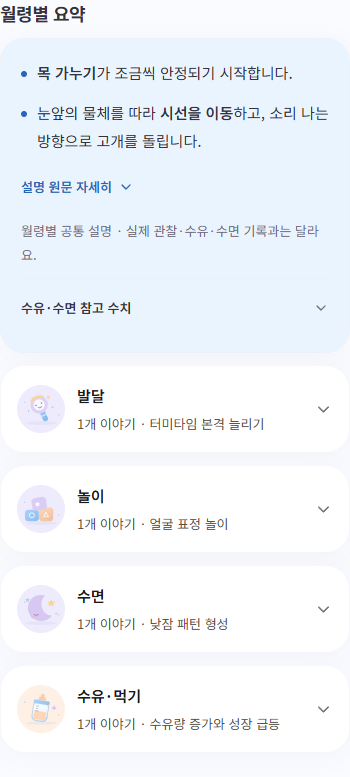 월령별 요약
목 가누기가 조금씩 안정되기 시작합니다.
눈앞의 물체를 따라 시선을 이동하고, 소리 나는
방향으로 고개를 돌립니다.
설명 원문 자세히
월령별 공통 설명 · 실제 관찰·수유·수면 기록과는 달라
요.
수유·수면 참고 수치
발달
1개 이야기 · 터미타임 본격 늘리기
놀이
1개 이야기 · 얼굴 표정 놀이
수면
1개 이야기 · 낮잠 패턴 형성
수유·먹기
1개 이야기 · 수유량 증가와 성장 급등